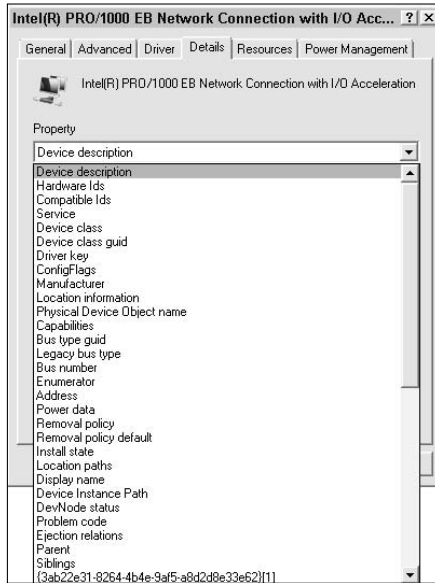 Intel(R) PRO/1000 EB Network Connection with I/O Acc... ? ×
General Advanced Driver Details Resources Power Management
Intel(R) PRO/1000 EB Network Connection with I/O Acceleration
Property
Device description
Device description
Hardware Ids
Compatible Ids
Service
Device class
Device class guid
Driver key
ConfigFlags
Manufacturer
Location information
Physical Device Object name
Capabilities
Bus type guid
Legacy bus type
Bus number
Enumerator
Address
Power data
Removal policy
Removal policy default
Install state
Location paths
Display name
Device Instance Path
DevNode status
Problem code
Ejection relations
Parent
Siblings
{3ab22e31-8264-4b4e-9af5-a8d2d8e33e62}[1]